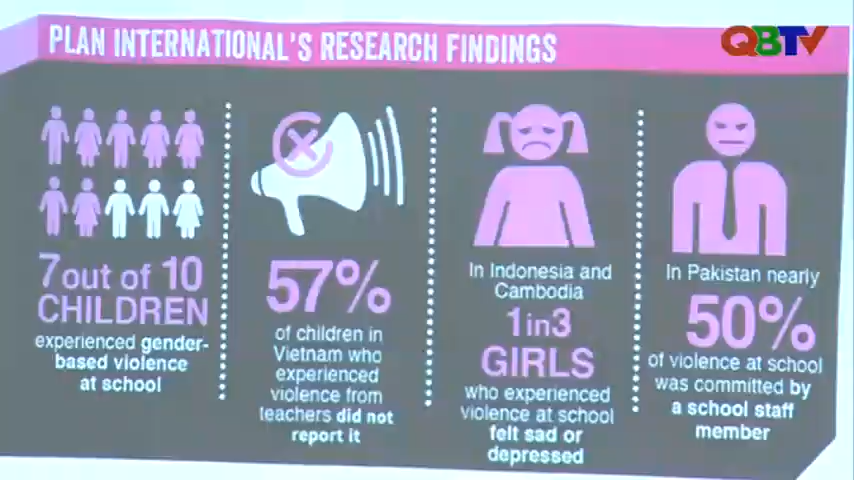 PLAN INTERNATIONAL'S RESEARCH FINDINGS
QBTV
7 out of 10
CHILDREN
experienced gender-
based violence
at school
57%
of children in
Vietnam who
experienced
violence from
teachers did not
report it
In Indonesia and
Cambodia
1in3
GIRLS
who experienced
violence at school
felt sad or
depressed
In Pakistan nearly
50%
of violence at school
was committed by
a school staff
member